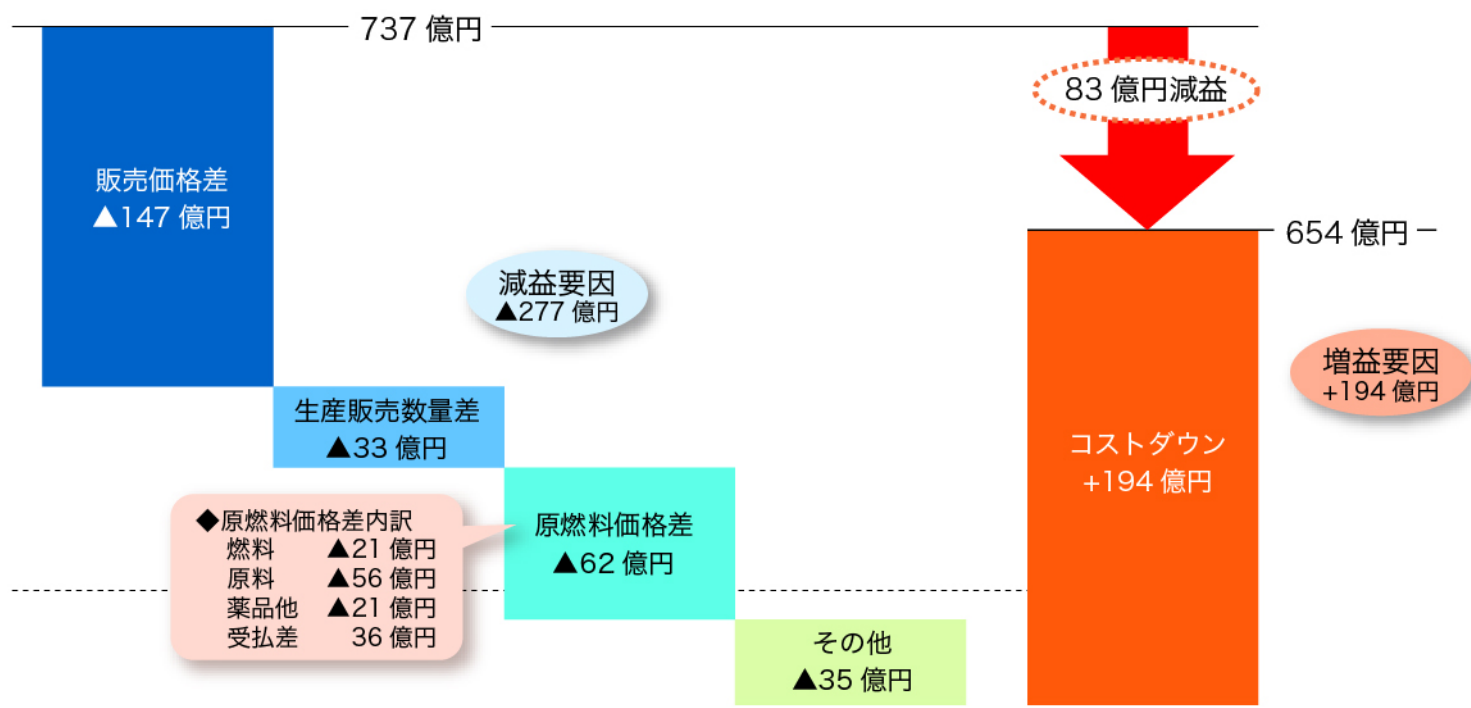 737 億円
83 億円減益
販売価格差
▲147 億円
654 億円
減益要因
▲277 億円
増益要因
+194 億円
生産販売数量差
▲33 億円
コストダウン
+194 億円
◆原燃料価格差内訳
燃料 ▲21 億円
原料 ▲56 億円
薬品他 ▲21 億円
受払差 36 億円
原燃料価格差
▲62 億円
その他
▲35 億円